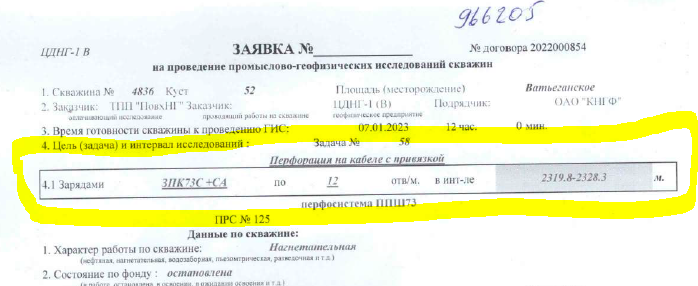 966205
ЦДНГ-1 В ЗАЯВКА № № договора 2022000854
на проведение промыслово-геофизических исследований скважин
1. Скважина № 4836 Куст 52 Площадь (месторождение) Ватьеганское
2. Заказчик: ТПП "ПовхНГ" Заказчик: ЦДНГ-1 (В) Подрядчик: ОАО "КНГФ"
оплачивающий исследование проводящий работы на скважине геофизическое предприятие
3. Время готовности скважины к проведению ГИС: 07.01.2023 12 час. 0 мин.
4. Цель (задача) и интервал исследований : Задача № 58
Перфорация на кабеле с привязкой
4.1 Зарядами ЗПК73С +СА по 12 отв/м. в инт-ле 2319.8-2328.3 м.
перфосистема ППШ73
ПРС № 125
Данные по скважине:
1. Характер работы по скважине: Нагнетательная
(нефтяная, нагнетательная, водозаборная, пьезометрическая, разведочная и т.д.)
2. Состояние по фонду : остановлена
(в работе, остановлена, в освоении, в ожидании освоения и т.д.)